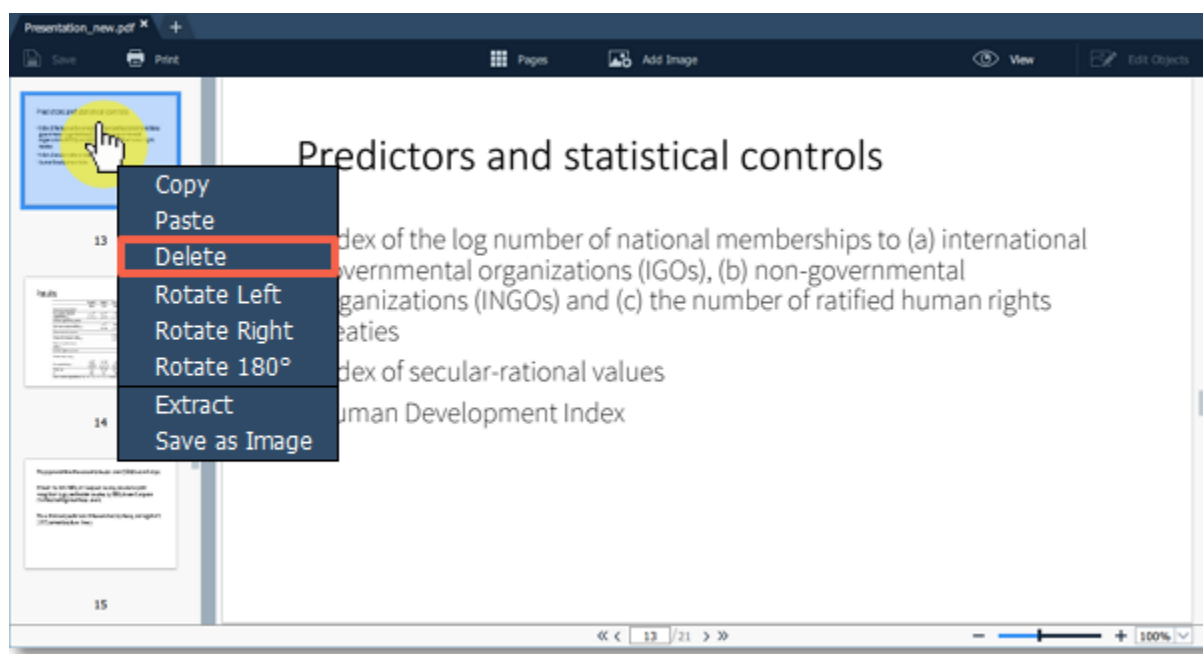 Presentation_new.pdf × +
Save Print Pages Add Image View Edit Objects
Predictors and statistical controls
dex of the log number of national memberships to (a) international
vernmental organizations (IGOs), (b) non-governmental
ganizations (INGOs) and (c) the number of ratified human rights
eaties
dex of secular-rational values
uman Development Index
Copy
Paste
Delete
Rotate Left
Rotate Right
Rotate 180°
Extract
Save as Image
13
14
15
13 /21
100%